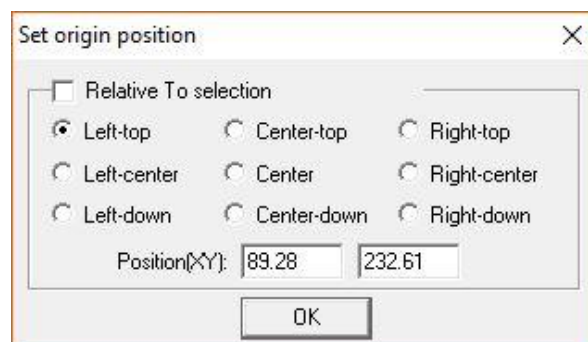 Set origin position
Relative To selection
Left-top Center-top Right-top
Left-center Center Right-center
Left-down Center-down Right-down
Position(XY): 89.28 232.61
OK